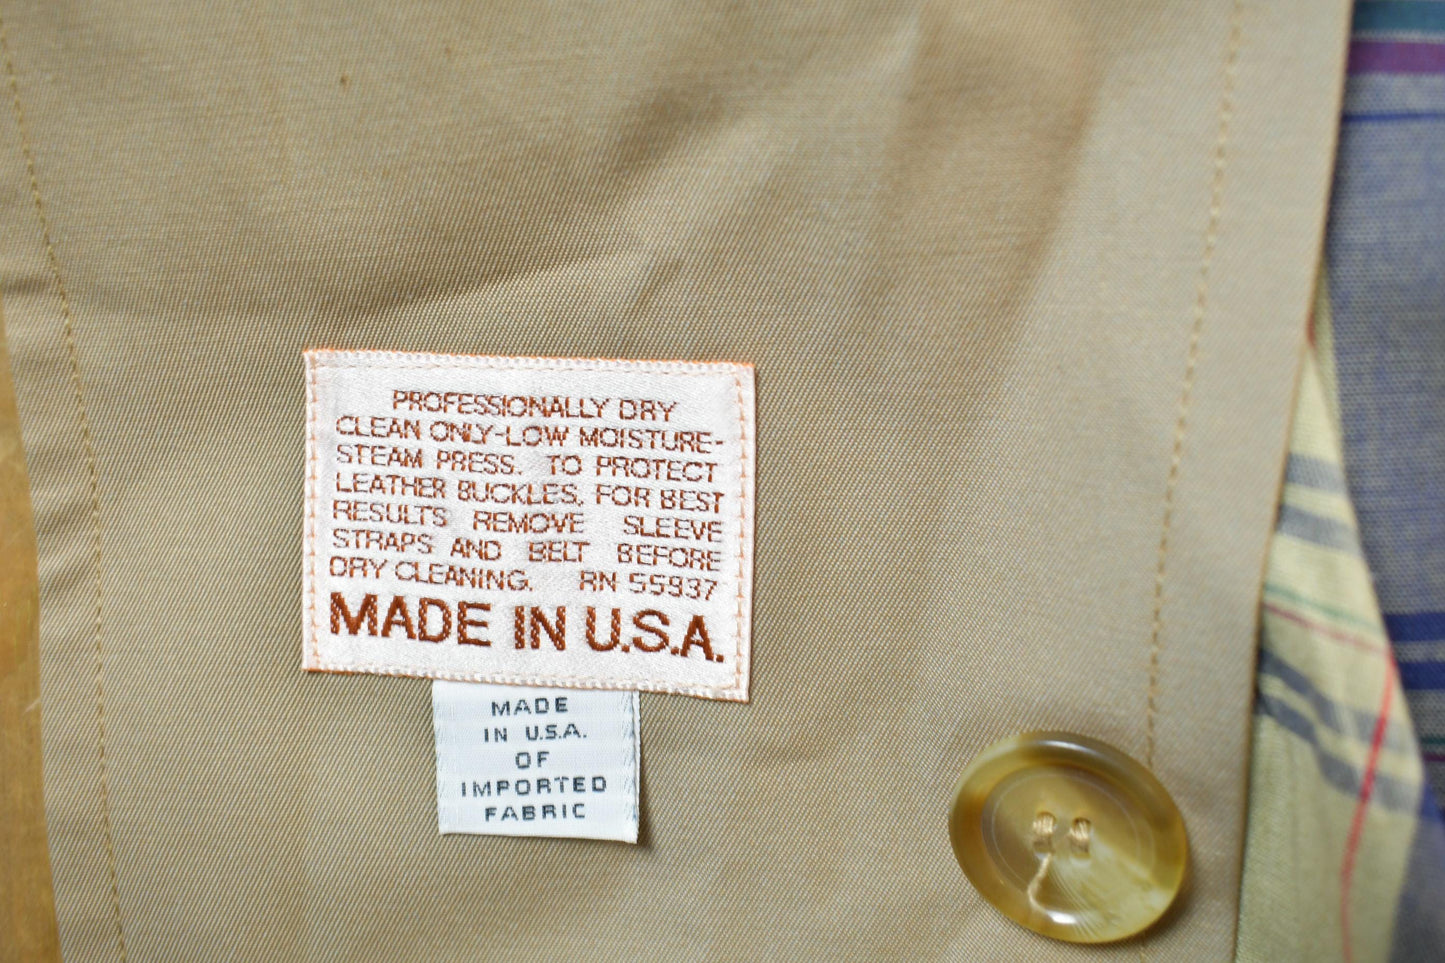 PROFESSIONALLY DRY
CLEAN ONLY-LOW MOISTURE-
STEAM PRESS. TO PROTECT
LEATHER BUCKLES, FOR BEST
RESULTS REMOVE SLEEVE
STRAPS AND BELT BEFORE
DRY CLEANING. RN 55937
MADE IN U.S.A.
MADE
IN U.S.A.
OF
IMPORTED
FABRIC